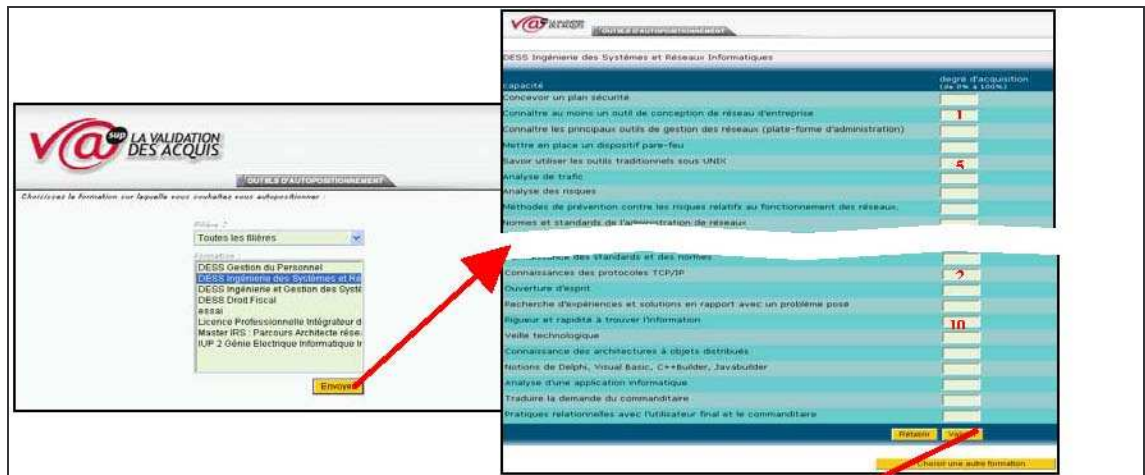 v@ sup LA VALIDATION
DES ACQUIS
OUTILS D'AUTOPOSITIONNEMENT
Choisissez la formation sur laquelle vous souhaitez vous autopositionner :
Filière :
Toutes les filières
Formation :
DESS Gestion du Personnel
DESS Ingénierie des Systèmes et Ré
DESS Ingénierie et Gestion des Systè
DESS Droit Fiscal
essai
Licence Professionnelle Intégrateur d
Master IRS : Parcours Architecte rése
IUP 2 Génie Electrique Informatique I
Envoyer
v@
OUTILS D'AUTOPOSITIONNEMENT
DESS Ingénierie des Systèmes et Réseaux Informatiques
capacité
degré d'acquisition
(de 0% à 100%)
Concevoir un plan sécurité
Connaître au moins un outil de conception de réseau d'entreprise 1
Connaître les principaux outils de gestion des réseaux (plate-forme d'administration)
Mettre en place un dispositif pare-feu
Savoir utiliser les outils traditionnels sous UNIX 5
Analyse de trafic
Analyse des risques
Méthodes de prévention contre les risques relatifs au fonctionnement des réseaux.
Normes et standards de l'administration de réseaux
des standards et des normes
Connaissances des protocoles TCP/IP 2
Ouverture d'esprit
Recherche d'expériences et solutions en rapport avec un problème posé
Rigueur et rapidité à trouver l'information 10
Veille technologique
Connaissance des architectures à objets distribués
Notions de Delphi, Visual Basic, C++Builder, Javabuilder
Analyse d'une application informatique
Traduire la demande du commanditaire
Pratiques relationnelles avec l'utilisateur final et le commanditaire
Rétablir Valider
Choisir une autre formation